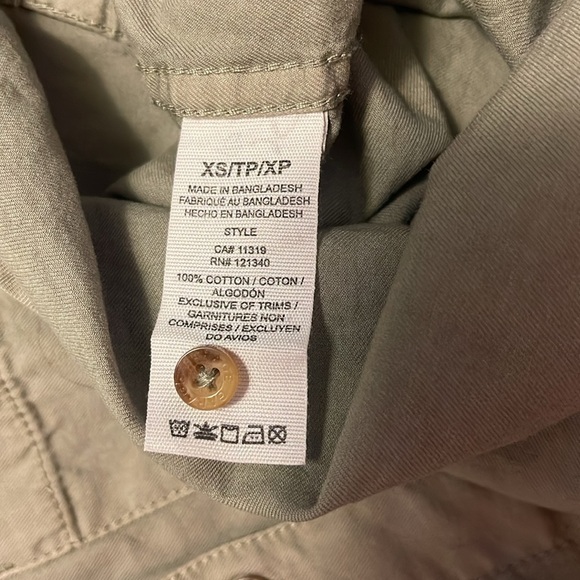 XS/TP/XP
MADE IN BANGLADESH
FABRIQUÉ AU BANGLADESH
HECHO EN BANGLADESH
STYLE
CA# 11319
RN# 121340
100% COTTON / COTON /
ALGODÓN
EXCLUSIVE OF TRIMS /
GARNITURES NON
COMPRISES / EXCLUYEN
DO AVIOS